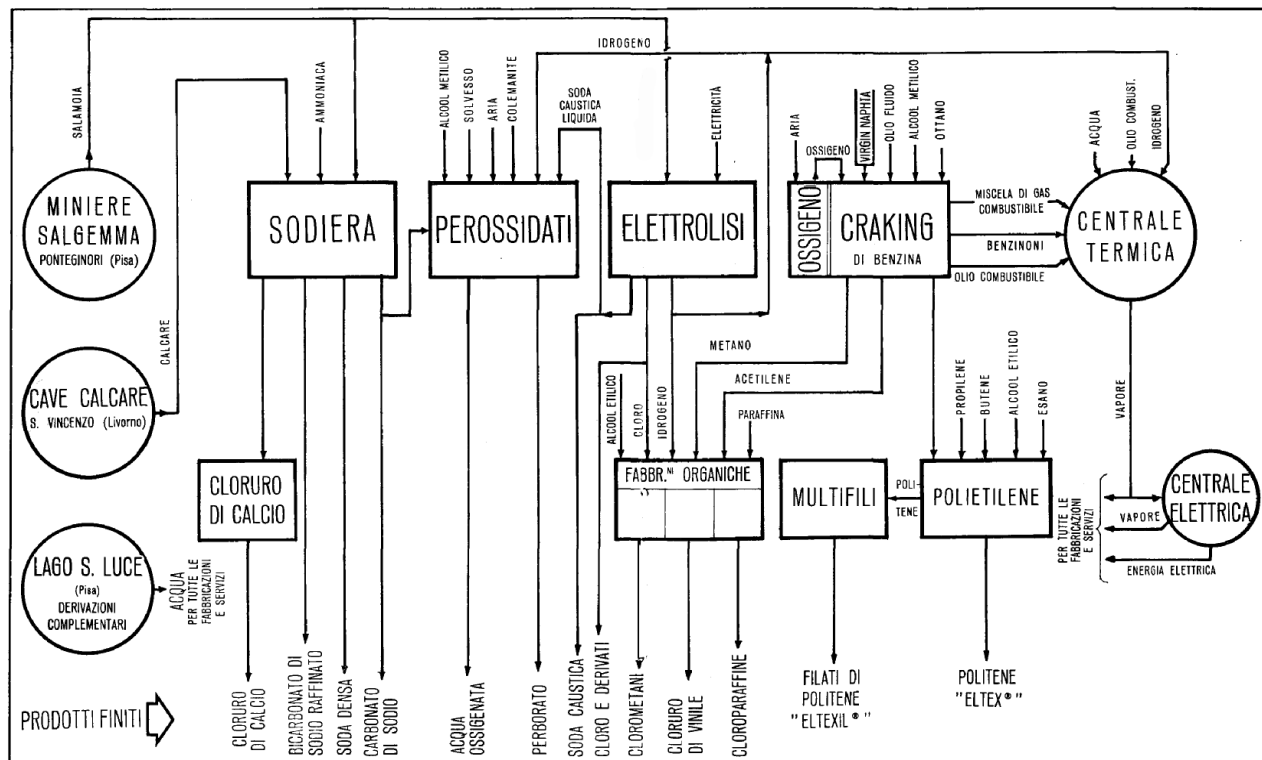 SALAMOIA
AMMONIACA
ALCOOL METILICO
SOLVESSO
ARIA
COLEMANITE
IDROGENO
SODA
CAUSTICA
LIQUIDA
ELETTRICITÀ
ARIA
OSSIGENO
VIRGIN NAPHTA
OLIO FLUIDO
ALCOOL METILICO
OTTANO
ACQUA
OLIO COMBUST.
IDROGENO
MINIERE
SALGEMMA
PONTEGINORI (Pisa)
SODIERA
PEROSSIDATI
ELETTROLISI
OSSIGENO
CRAKING
DI BENZINA
MISCELA DI GAS
COMBUSTIBILE
BENZINONI
OLIO COMBUSTIBILE
CENTRALE
TERMICA
CALCARE
METANO
ACETILENE
ALCOOL ETILICO
CLORO
IDROGENO
PARAFFINA
PROPILENE
BUTENE
ALCOOL ETILICO
ESANO
VAPORE
CAVE CALCARE
S. VINCENZO (Livorno)
CLORURO
DI CALCIO
FABBR.NI ORGANICHE
MULTIFILI
POLI-
TENE
POLIETILENE
PER TUTTE LE
FABBRICAZIONI
E SERVIZI
VAPORE
ENERGIA ELETTRICA
CENTRALE
ELETTRICA
LAGO S. LUCE
(Pisa)
DERIVAZIONI
COMPLEMENTARI
ACQUA
PER TUTTE LE
FABBRICAZIONI
E SERVIZI
PRODOTTI FINITI
CLORURO
DI CALCIO
BICARBONATO DI
SODIO RAFFINATO
SODA DENSA
CARBONATO
DI SODIO
ACQUA
OSSIGENATA
PERBORATO
SODA CAUSTICA
CLORO E DERIVATI
CLOROMETANI
CLORURO
DI VINILE
CLOROPARAFFINE
FILATI DI
POLITENE
"ELTEXIL®"
POLITENE
"ELTEX®"